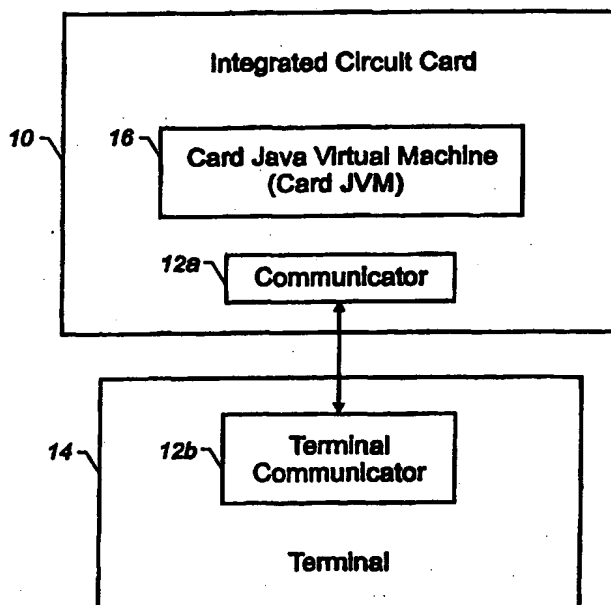 Integrated Circuit Card
10
16
Card Java Virtual Machine
(Card JVM)
12a
Communicator
14
12b
Terminal
Communicator
Terminal